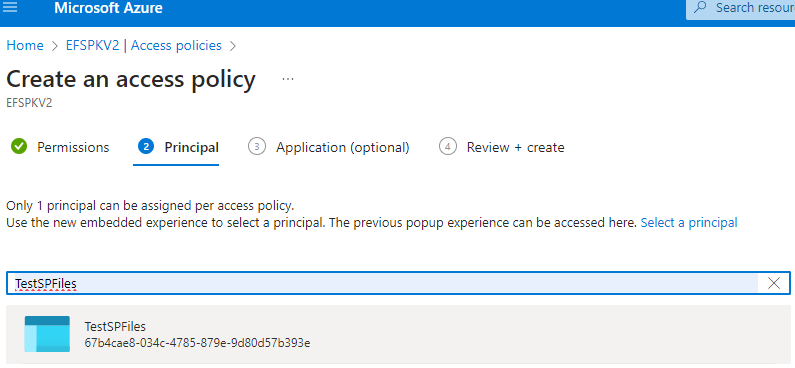 Microsoft Azure
Search resour
Home > EFSPKV2 | Access policies >
Create an access policy ...
EFSPKV2
Permissions
2 Principal
3 Application (optional)
4 Review + create
Only 1 principal can be assigned per access policy.
Use the new embedded experience to select a principal. The previous popup experience can be accessed here. Select a principal
TestSPFiles
TestSPFiles
67b4cae8-034c-4785-879e-9d80d57b393e